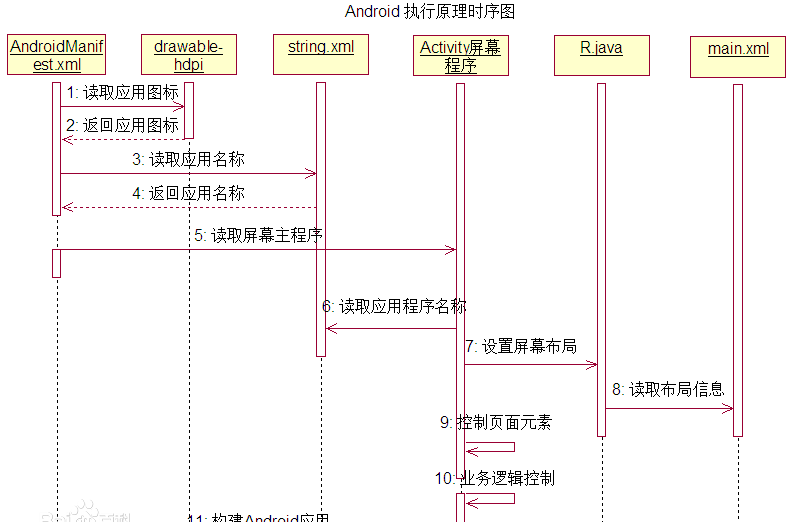 Android 执行原理时序图
AndroidManif
est.xml
drawable-
hdpi
string.xml
Activity屏幕
程序
R.java
main.xml
1: 读取应用图标
2: 返回应用图标
3: 读取应用名称
4: 返回应用名称
5: 读取屏幕主程序
6: 读取应用程序名称
7: 设置屏幕布局
8: 读取布局信息
9: 控制页面元素
10: 业务逻辑控制
11: 构建Android应用